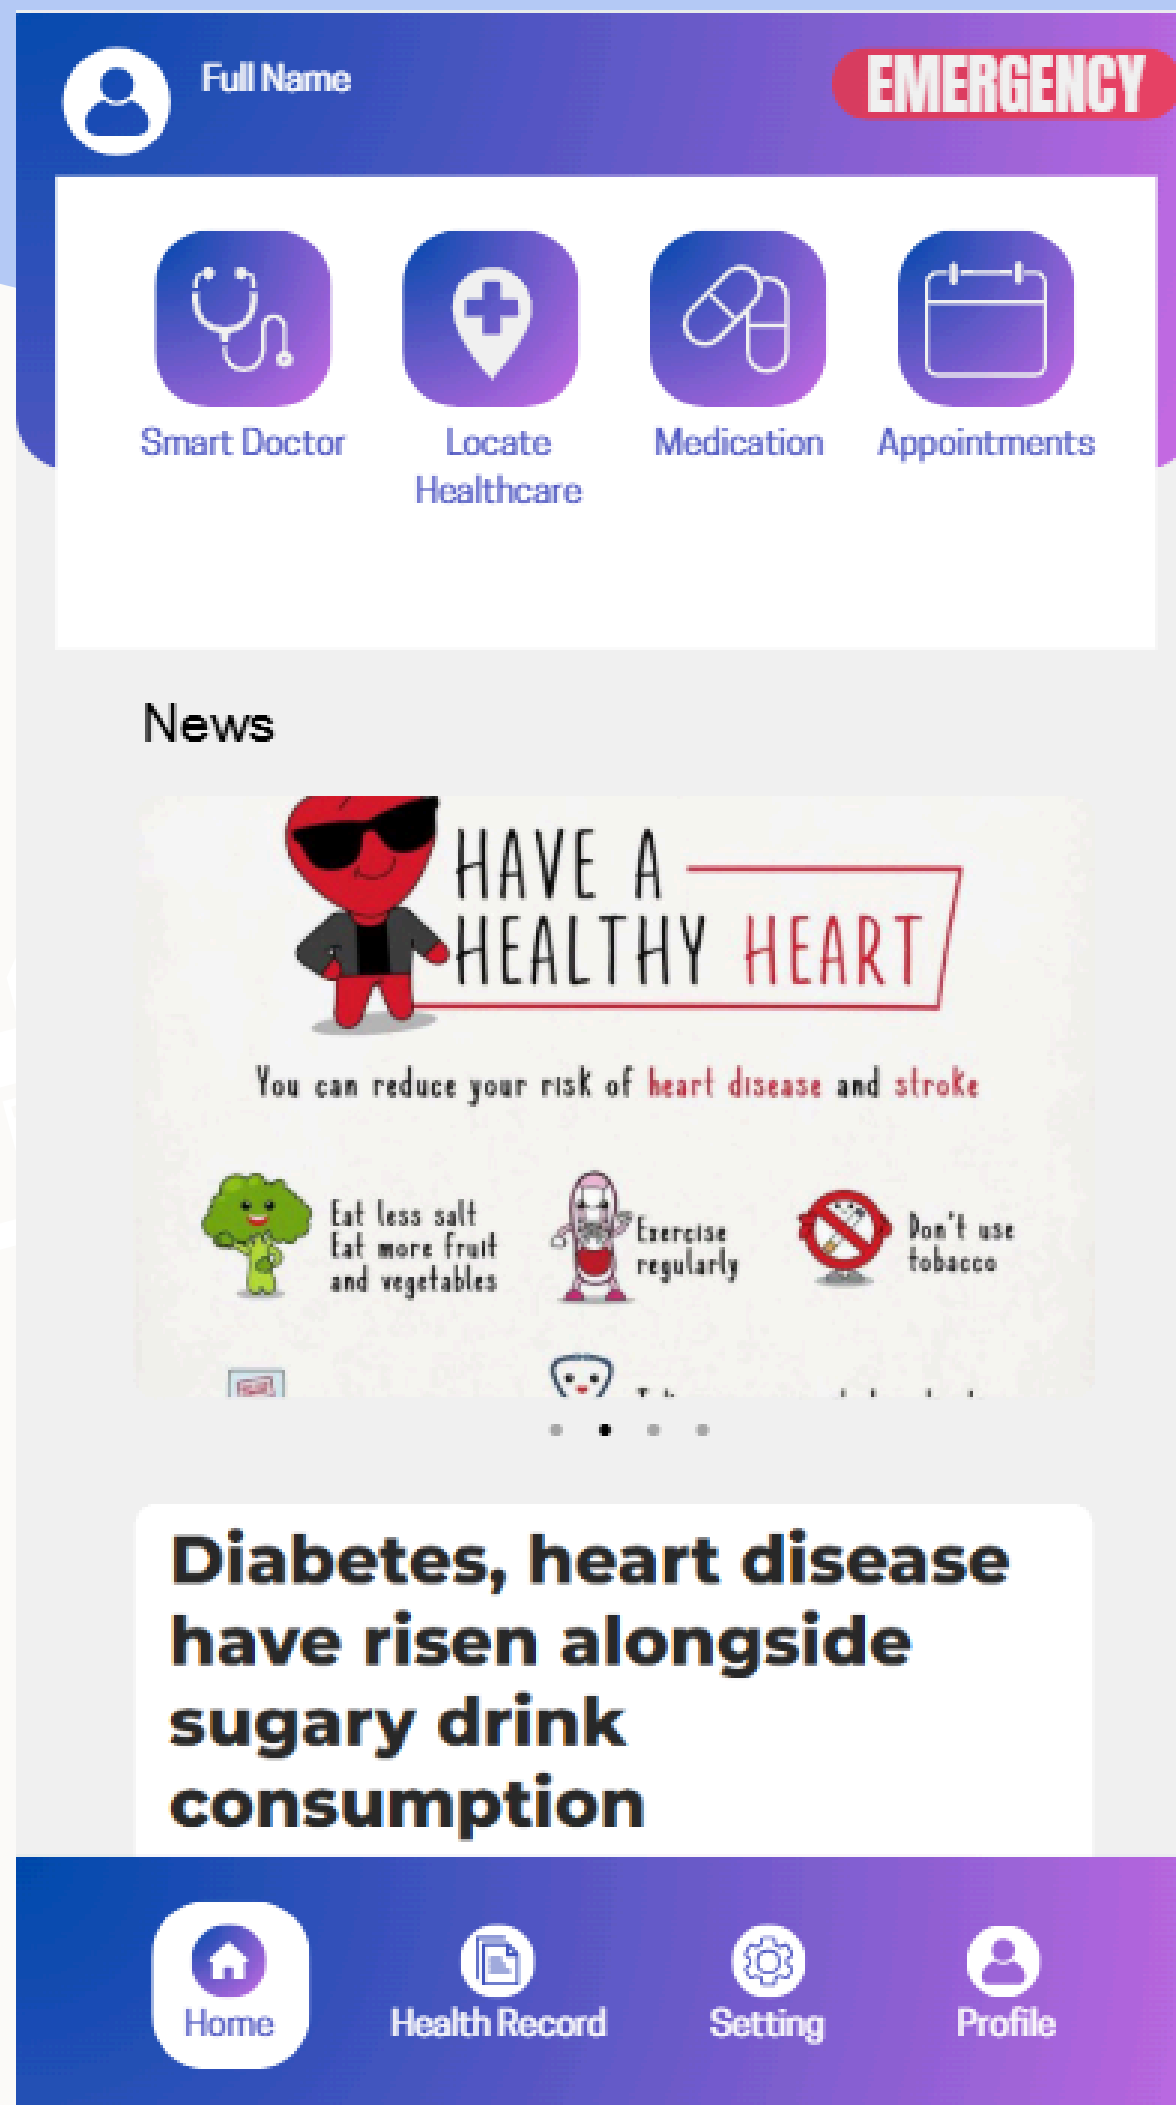 Full Name
EMERGENCY
Smart Doctor
Locate
Healthcare
Medication
Appointments
News
HAVE A
HEALTHY HEART
You can reduce your risk of heart disease and stroke
Eat less salt
Eat more fruit
and vegetables
Exercise
regularly
Don't use
tobacco
Diabetes, heart disease
have risen alongside
sugary drink
consumption
Home
Health Record
Setting
Profile